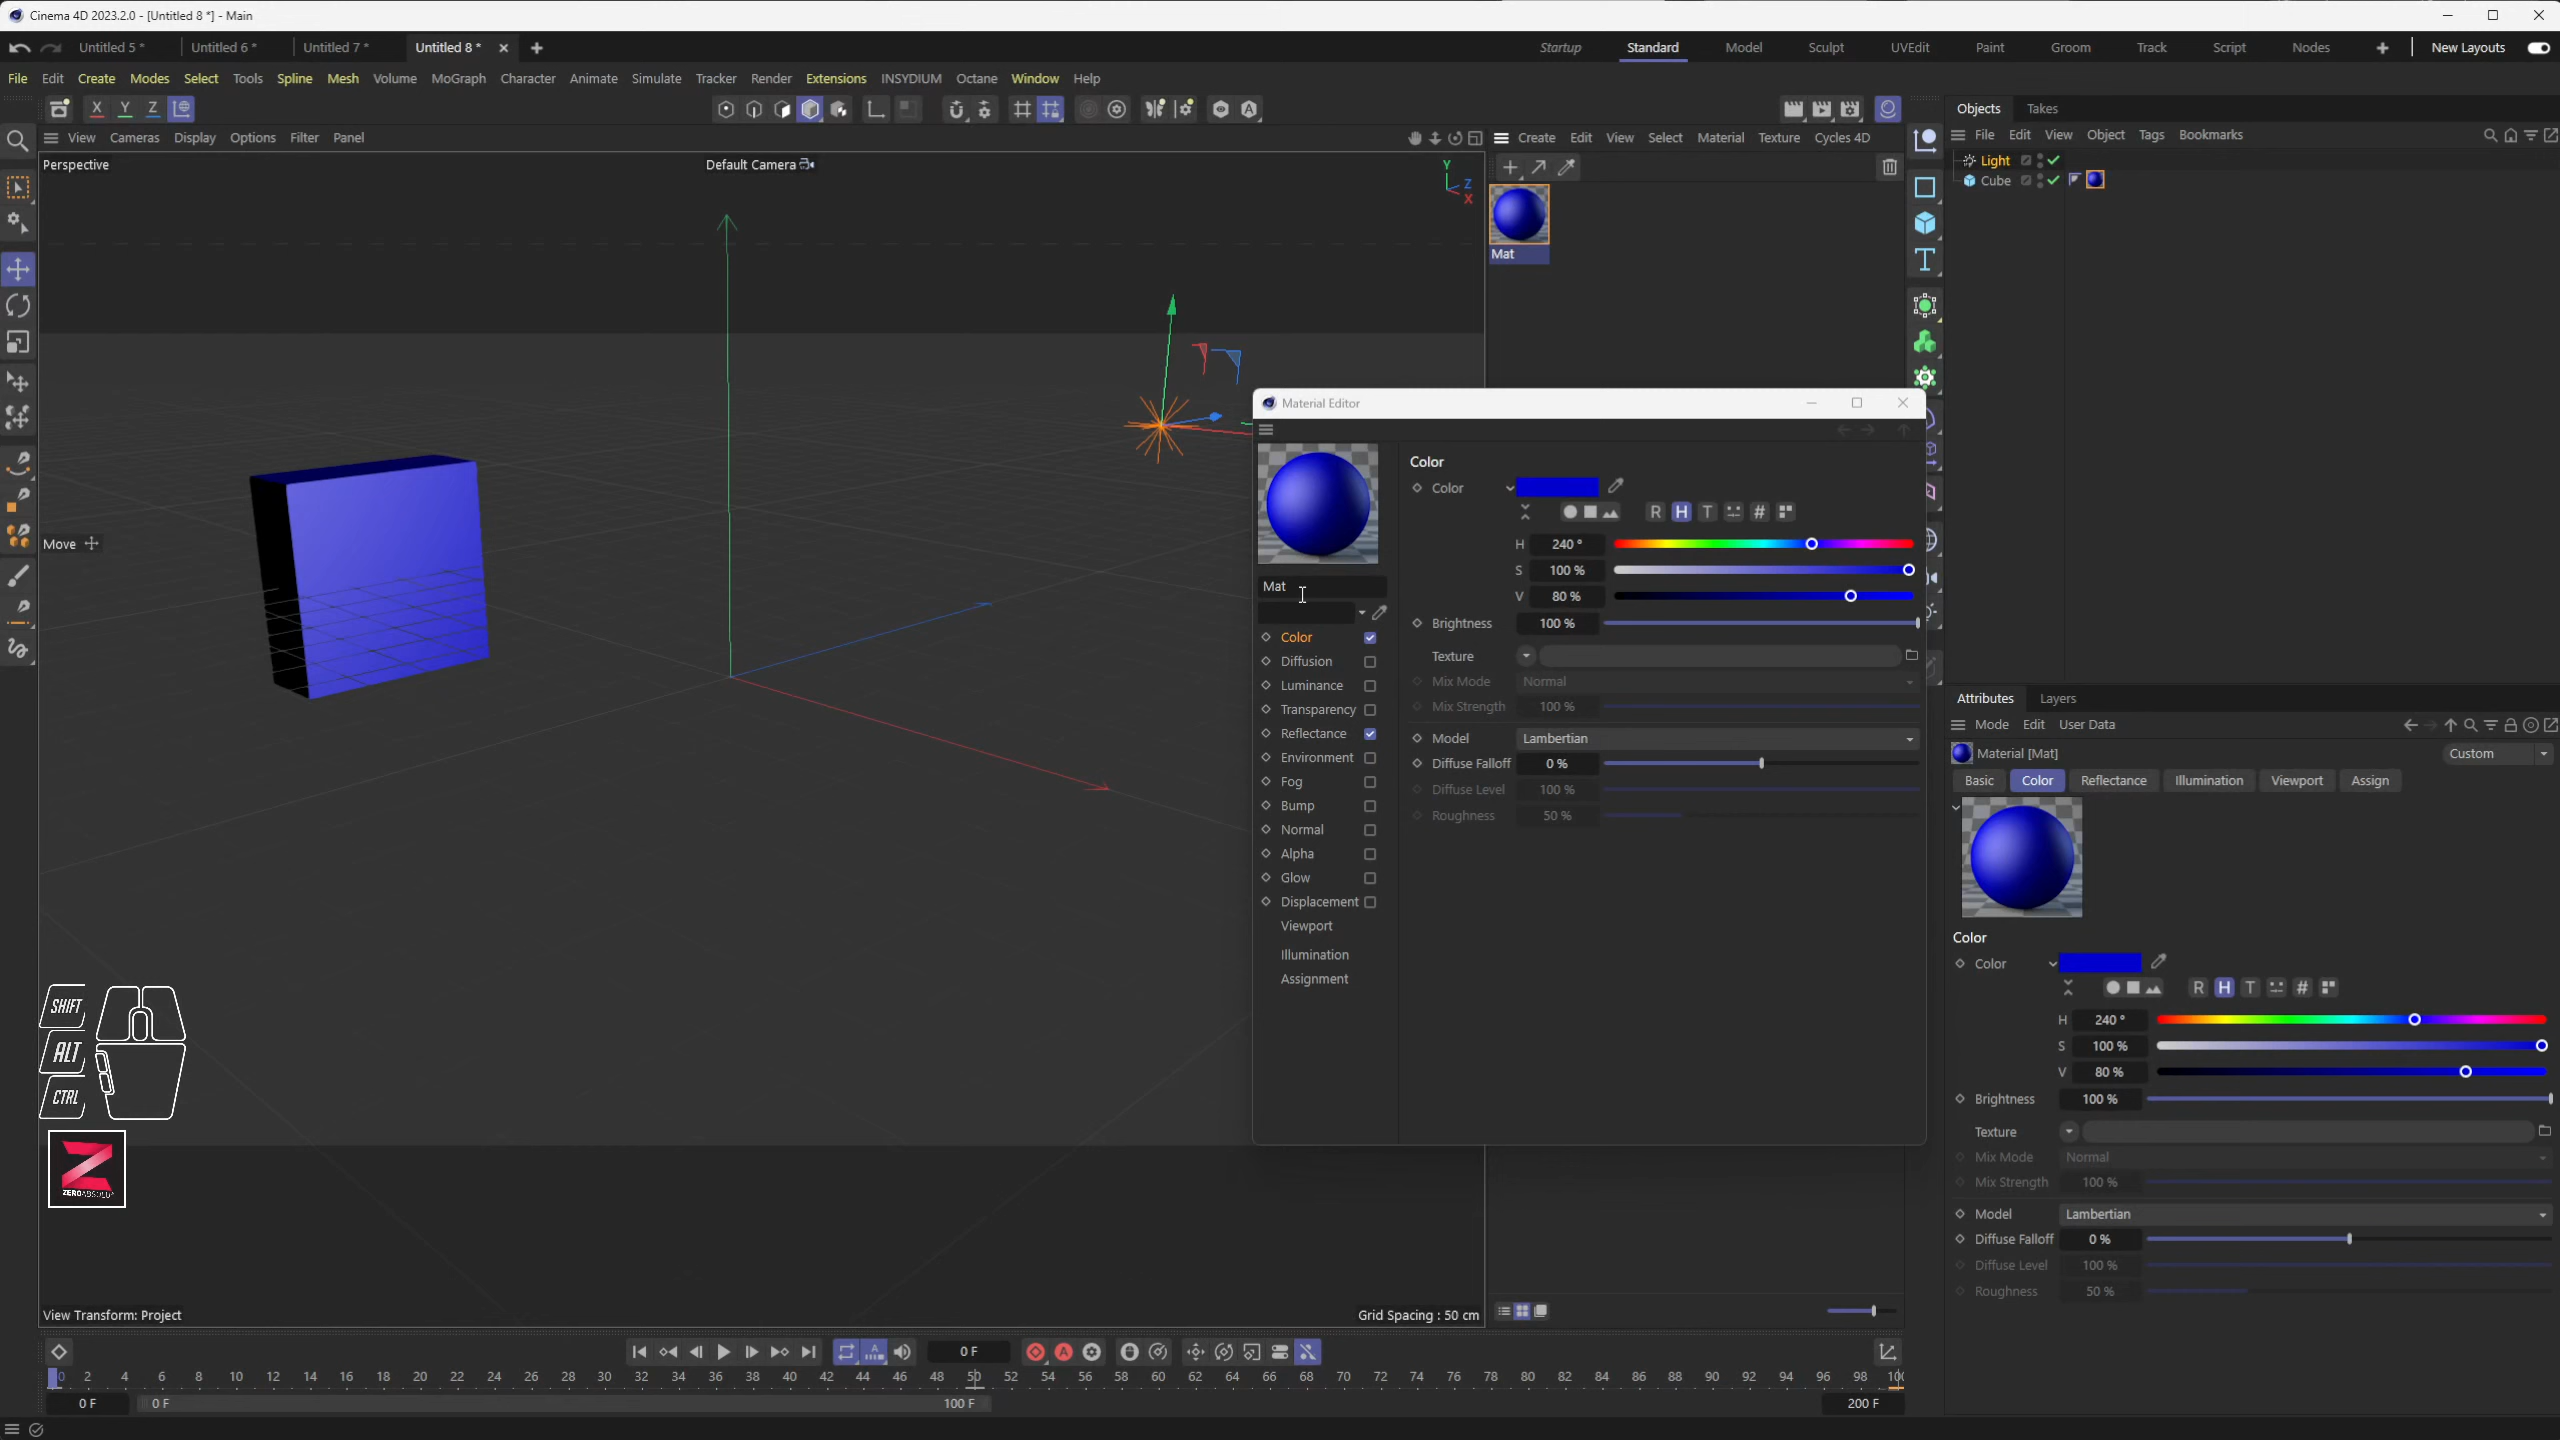 Cinema 4D 2023.2.0 - [Untitled 8 *] - Main
Untitled 5 * Untitled 6 * Untitled 7 * Untitled 8 *
Startup Standard Model Sculpt UVEdit Paint Groom Track Script Nodes New Layouts
File Edit Create Modes Select Tools Spline Mesh Volume MoGraph Character Animate Simulate Tracker Render Extensions INSYDIUM Octane Window Help
X Y Z
View Cameras Display Options Filter Panel
Perspective
Default Camera
Y
Z
X
Move
View Transform: Project
Grid Spacing : 50 cm
SHIFT
ALT
CTRL
ZEROABSOLU
Create Edit View Select Material Texture Cycles 4D
Mat
Material Editor
Mat
Color
Diffusion
Luminance
Transparency
Reflectance
Environment
Fog
Bump
Normal
Alpha
Glow
Displacement
Viewport
Illumination
Assignment
Color
Color
R H T #
H 240 °
S 100 %
V 80 %
Brightness 100 %
Texture
Mix Mode Normal
Mix Strength 100 %
Model Lambertian
Diffuse Falloff 0 %
Diffuse Level 100 %
Roughness 50 %
Objects Takes
File Edit View Object Tags Bookmarks
Light
Cube
Attributes Layers
Mode Edit User Data
Material [Mat] Custom
Basic Color Reflectance Illumination Viewport Assign
Color
Color
R H T #
H 240 °
S 100 %
V 80 %
Brightness 100 %
Texture
Mix Mode Normal
Mix Strength 100 %
Model Lambertian
Diffuse Falloff 0 %
Diffuse Level 100 %
Roughness 50 %
0 F
0 2 4 6 8 10 12 14 16 18 20 22 24 26 28 30 32 34 36 38 40 42 44 46 48 50 52 54 56 58 60 62 64 66 68 70 72 74 76 78 80 82 84 86 88 90 92 94 96 98
0 F 0 F 100 F 200 F